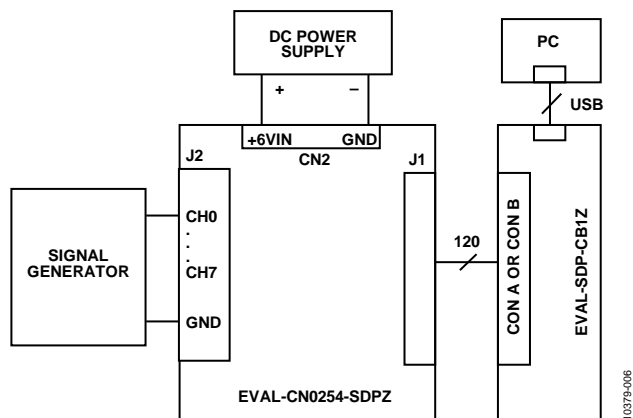 DC POWER
SUPPLY
PC
+
–
USB
+6VIN
GND
CN2
J2
J1
CH0
.
.
.
CH7
GND
SIGNAL
GENERATOR
120
CON A OR CON B
EVAL-SDP-CB1Z
EVAL-CN0254-SDPZ
10379-006